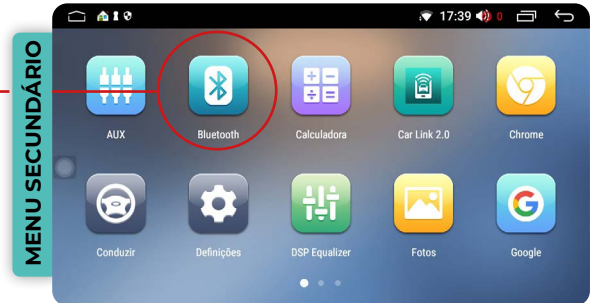 MENU SECUNDÁRIO
17:39
0
AUX
Bluetooth
Calculadora
Car Link 2.0
Chrome
Conduzir
Definições
DSP Equalizer
Fotos
Google